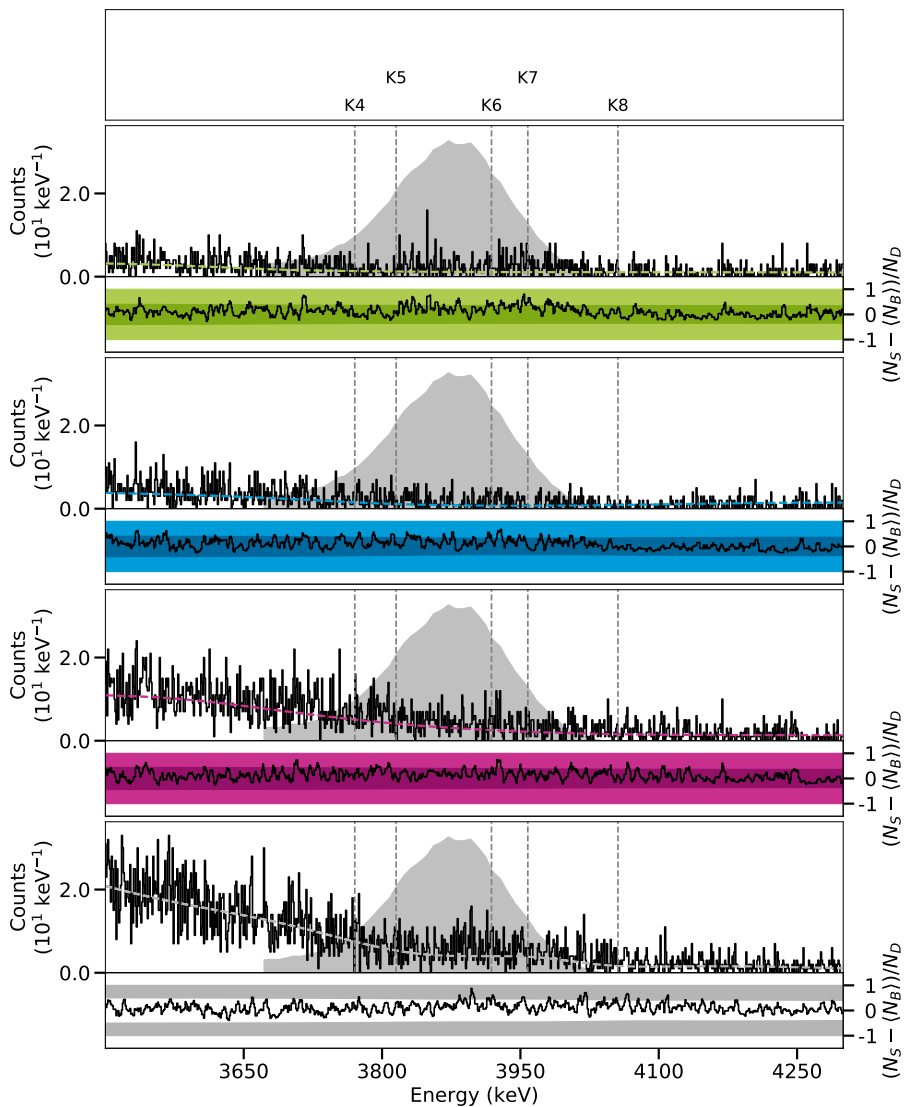 K5 K7
K4 K6 K8
Counts
(10¹ keV⁻¹)
2.0
0.0
1
0
-1
(N_S − ⟨N_B⟩)/N_D
Counts
(10¹ keV⁻¹)
2.0
0.0
1
0
-1
(N_S − ⟨N_B⟩)/N_D
Counts
(10¹ keV⁻¹)
2.0
0.0
1
0
-1
(N_S − ⟨N_B⟩)/N_D
Counts
(10¹ keV⁻¹)
2.0
0.0
1
0
-1
(N_S − ⟨N_B⟩)/N_D
3650 3800 3950 4100 4250
Energy (keV)